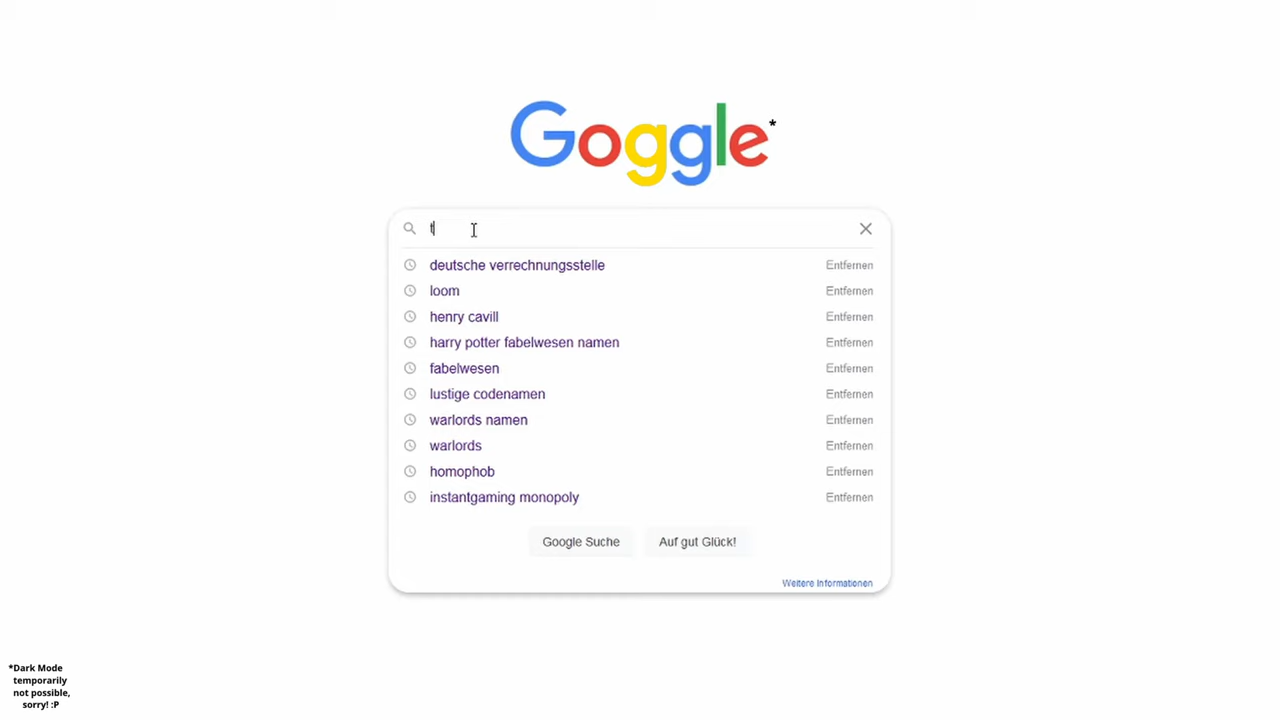 Goggle*
t
deutsche verrechnungsstelle Entfernen
loom Entfernen
henry cavill Entfernen
harry potter fabelwesen namen Entfernen
fabelwesen Entfernen
lustige codenamen Entfernen
warlords namen Entfernen
warlords Entfernen
homophob Entfernen
instantgaming monopoly Entfernen
Google Suche Auf gut Glück!
Weitere Informationen
*Dark Mode
temporarily
not possible,
sorry! :P